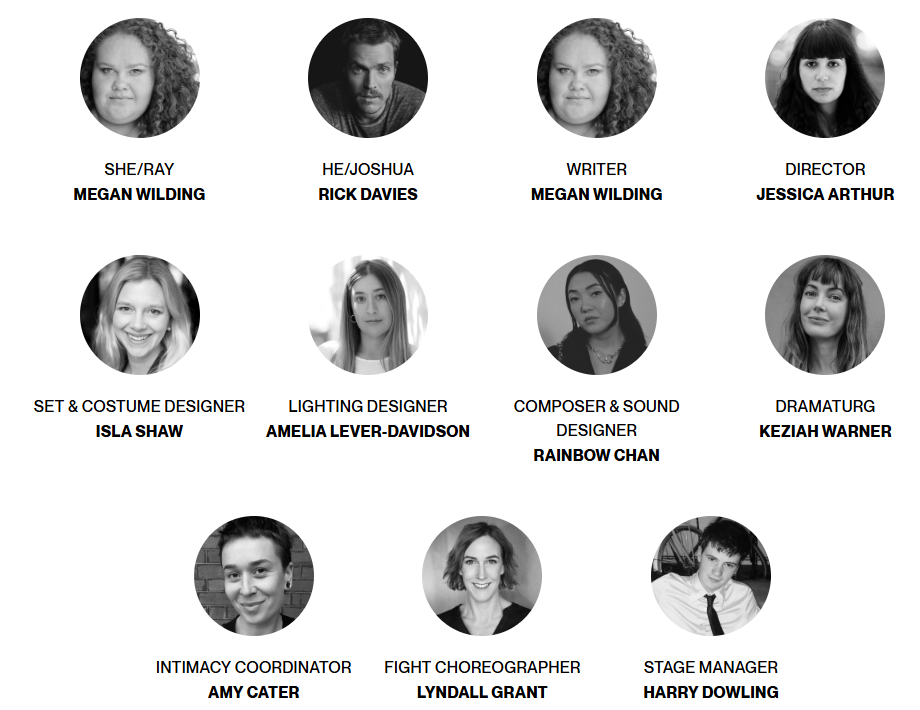 SHE/RAY
MEGAN WILDING
HE/JOSHUA
RICK DAVIES
WRITER
MEGAN WILDING
DIRECTOR
JESSICA ARTHUR
SET & COSTUME DESIGNER
ISLA SHAW
LIGHTING DESIGNER
AMELIA LEVER-DAVIDSON
COMPOSER & SOUND
DESIGNER
RAINBOW CHAN
DRAMATURG
KEZIAH WARNER
INTIMACY COORDINATOR
AMY CATER
FIGHT CHOREOGRAPHER
LYNDALL GRANT
STAGE MANAGER
HARRY DOWLING